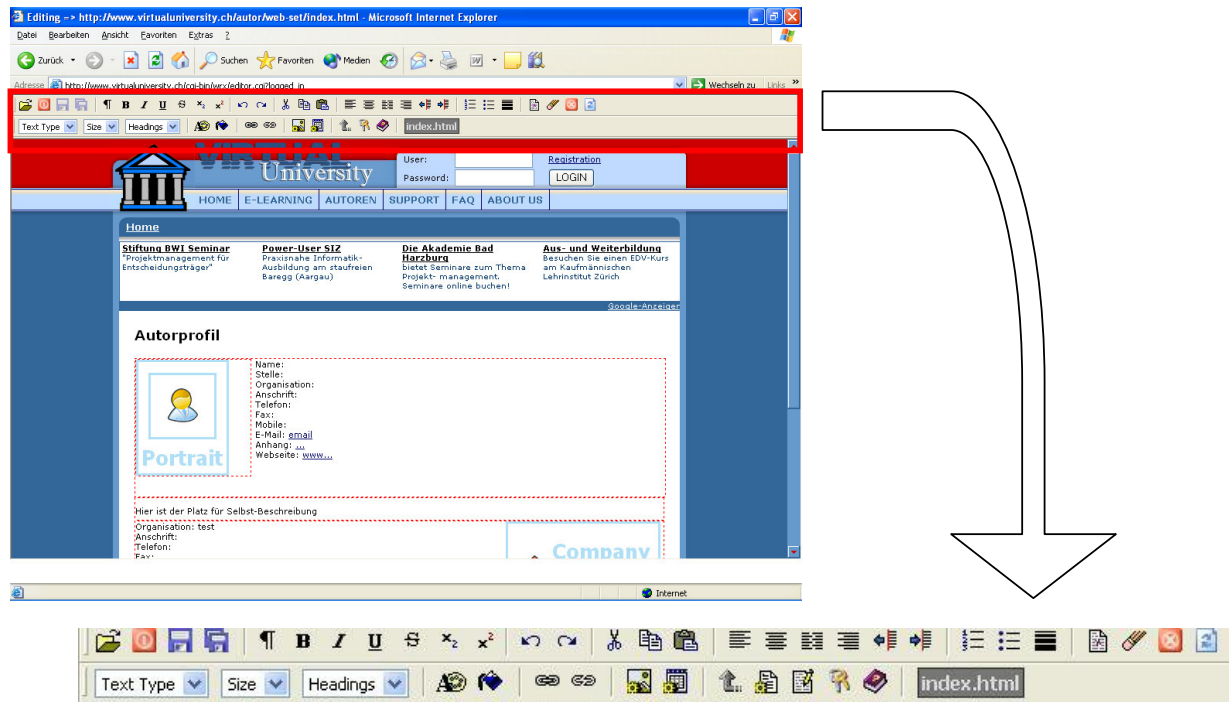 Editing -> http://www.virtualuniversity.ch/autor/web-set/index.html - Microsoft Internet Explorer
Datei Bearbeiten Ansicht Favoriten Extras ?
Zurück Suchen Favoriten Medien
Adresse http://www.virtualuniversity.ch/cgi-bin/wrx/editor.cgi?logged_in Wechseln zu Links »
¶ B I U S x₂ x²
Text Type Size Headings index.html
VIRTUAL
University
User: Registration
Password: LOGIN
HOME E-LEARNING AUTOREN SUPPORT FAQ ABOUT US
Home
Stiftung BWI Seminar
"Projektmanagement für
Entscheidungsträger"
Power-User SIZ
Praxisnahe Informatik-
Ausbildung am staufreien
Baregg (Aargau)
Die Akademie Bad
Harzburg
bietet Seminare zum Thema
Projekt- management.
Seminare online buchen!
Aus- und Weiterbildung
Besuchen Sie einen EDV-Kurs
am Kaufmännischen
Lehrinstitut Zürich
Google-Anzeigen
Autorprofil
Portrait
Name:
Stelle:
Organisation:
Anschrift:
Telefon:
Fax:
Mobile:
E-Mail: email
Anhang: ...
Webseite: www...
Hier ist der Platz für Selbst-Beschreibung
Organisation: test
Anschrift:
Telefon:
Fax:
Company
Internet
¶ B I U S x₂ x²
Text Type Size Headings index.html